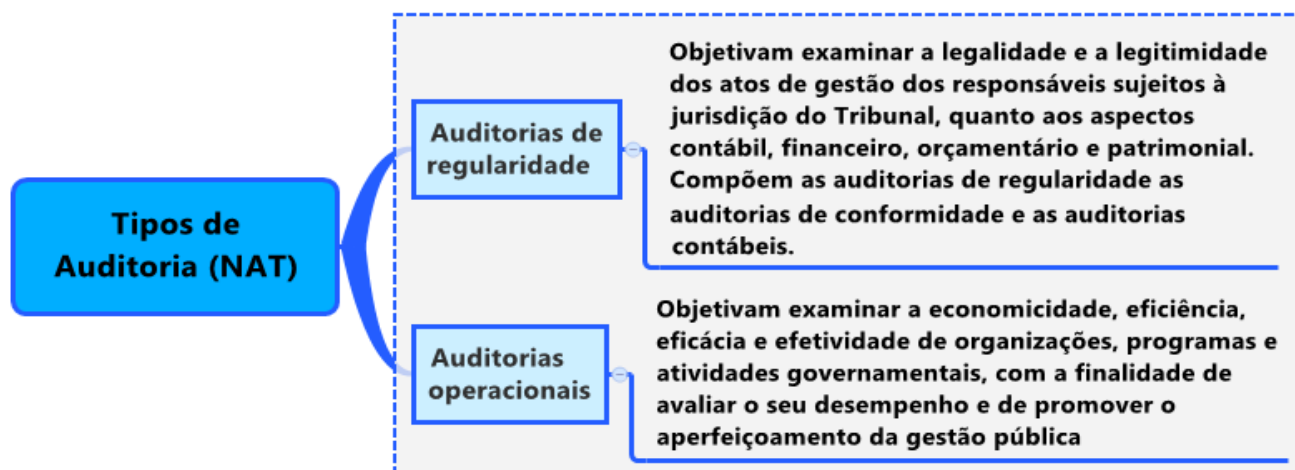 Tipos de
Auditoria (NAT)
Auditorias de
regularidade
Objetivam examinar a legalidade e a legitimidade
dos atos de gestão dos responsáveis sujeitos à
jurisdição do Tribunal, quanto aos aspectos
contábil, financeiro, orçamentário e patrimonial.
Compõem as auditorias de regularidade as
auditorias de conformidade e as auditorias
contábeis.
Auditorias
operacionais
Objetivam examinar a economicidade, eficiência,
eficácia e efetividade de organizações, programas e
atividades governamentais, com a finalidade de
avaliar o seu desempenho e de promover o
aperfeiçoamento da gestão pública